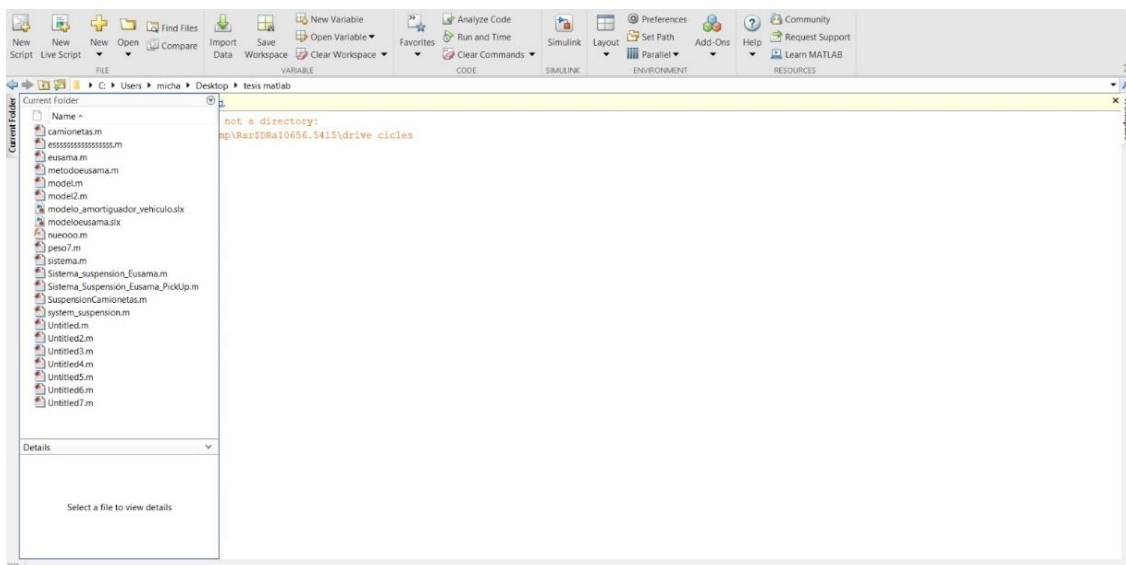 New Script
New Live Script
New
Open
Find Files
Compare
FILE
Import Data
Save Workspace
New Variable
Open Variable
Clear Workspace
VARIABLE
Favorites
Analyze Code
Run and Time
Clear Commands
CODE
Simulink
SIMULINK
Layout
Preferences
Set Path
Parallel
Add-Ons
ENVIRONMENT
Help
Community
Request Support
Learn MATLAB
RESOURCES
C: Users micha Desktop tesis matlab
Current Folder
Current Folder
Name
camionetas.m
eusama.m
metodoeusama.m
model.m
model2.m
modelo_amortiguador_vehiculo.slx
modeloeusama.slx
nueooo.m
peso7.m
sistema.m
Sistema_suspension_Eusama.m
Sistema_Suspensión_Eusama_PickUp.m
SuspensionCamionetas.m
system_suspension.m
Untitled.m
Untitled2.m
Untitled3.m
Untitled4.m
Untitled5.m
Untitled6.m
Untitled7.m
not a directory:
mp\Rar$DRa10656.5415\drive cicles
Details
Select a file to view details